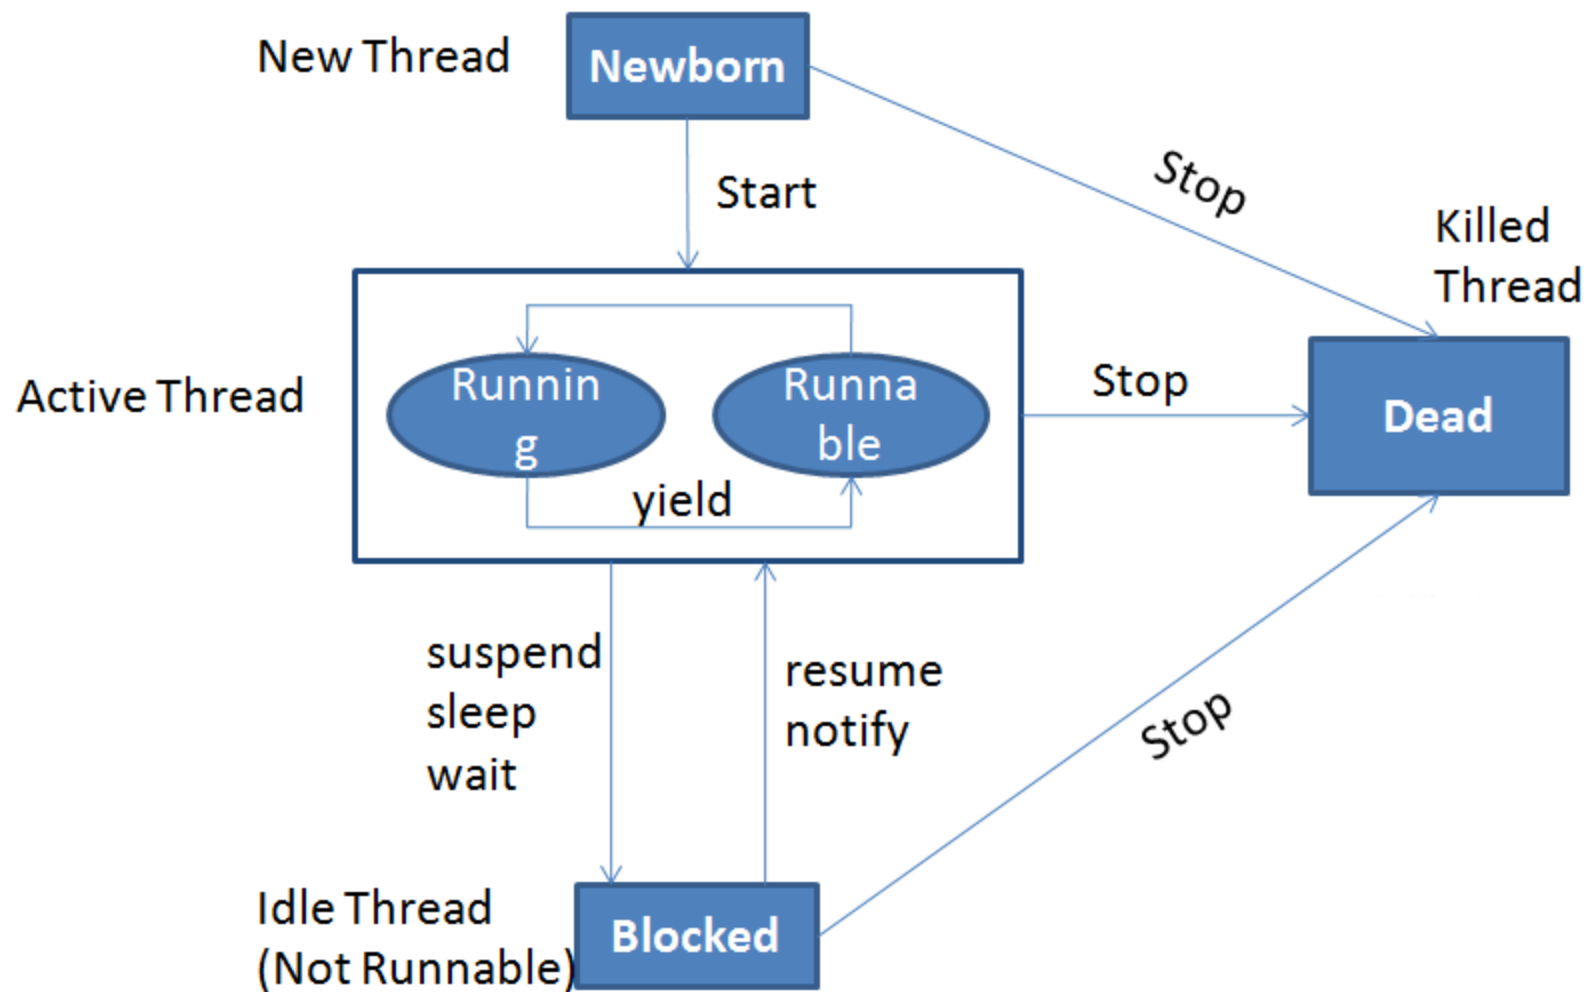 New Thread
Newborn
Start
Stop
Killed
Thread
Active Thread
Runnin
g
Runna
ble
yield
Stop
Dead
suspend
sleep
wait
resume
notify
Stop
Idle Thread
(Not Runnable)
Blocked